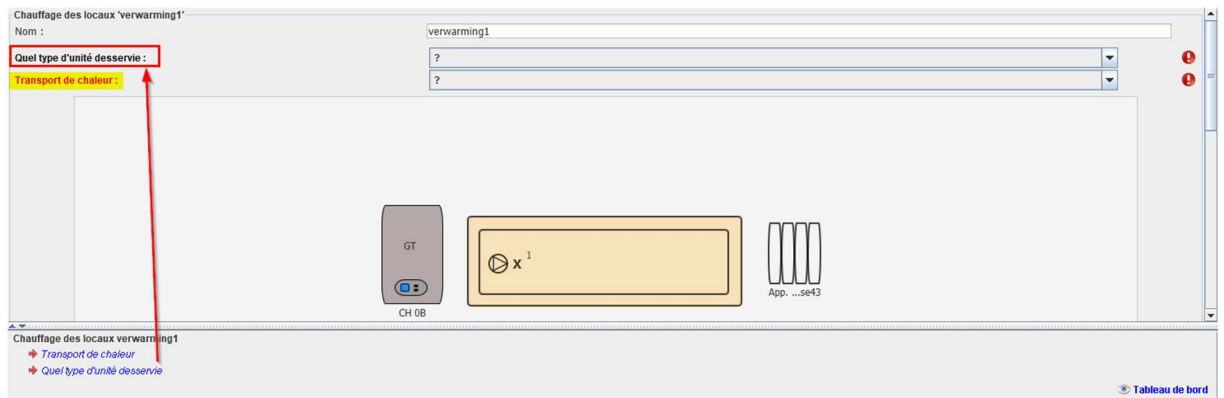 Chauffage des locaux 'verwarming1'
Nom : verwarming1
Quel type d'unité desservie : ?
Transport de chaleur : ?
GT
X 1
CH 0B
App. ...se43
Chauffage des locaux verwarming1
Transport de chaleur
Quel type d'unité desservie
Tableau de bord